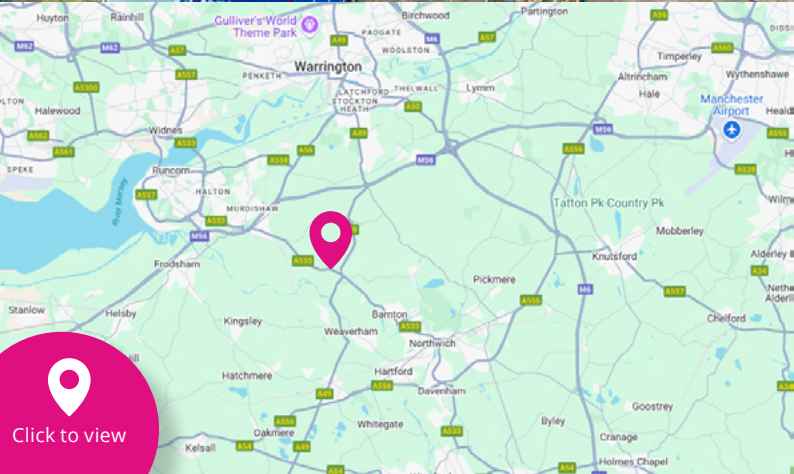 Huyton
Rainhill
Gulliver's World
Theme Park
Birchwood
Partington
A56
M62
M62
A57
A49
PADGATE
M6
A57
WOOLSTON
A560
Timperley
A557
PENKETH
Warrington
Altrincham
Wythenshawe
A5300
LATCHFORD
THELWALL
Lymm
Hale
STOCKTON
HEATH
A50
Manchester
Airport
Halewood
Widnes
A49
M56
A555
A562
A533
A561
A558
A56
M56
A556
SPEKE
Runcorn
A538
A557
HALTON
River Mersey
MURDISHAW
Tatton Pk-Country Pk
A533
M56
Mobberley
Frodsham
A533
Knutsford
Pickmere
A34
Stanlow
Helsby
M6
A537
A556
Kingsley
Barnton
A533
Chelford
Weaverham
Northwich
Hatchmere
Hartford
A556
Davenham
A49
Goostrey
A556
Oakmere
Whitegate
A533
Byley
Cranage
Kelsall
A54
A49
A54
A54
Holmes Chapel
Click to view